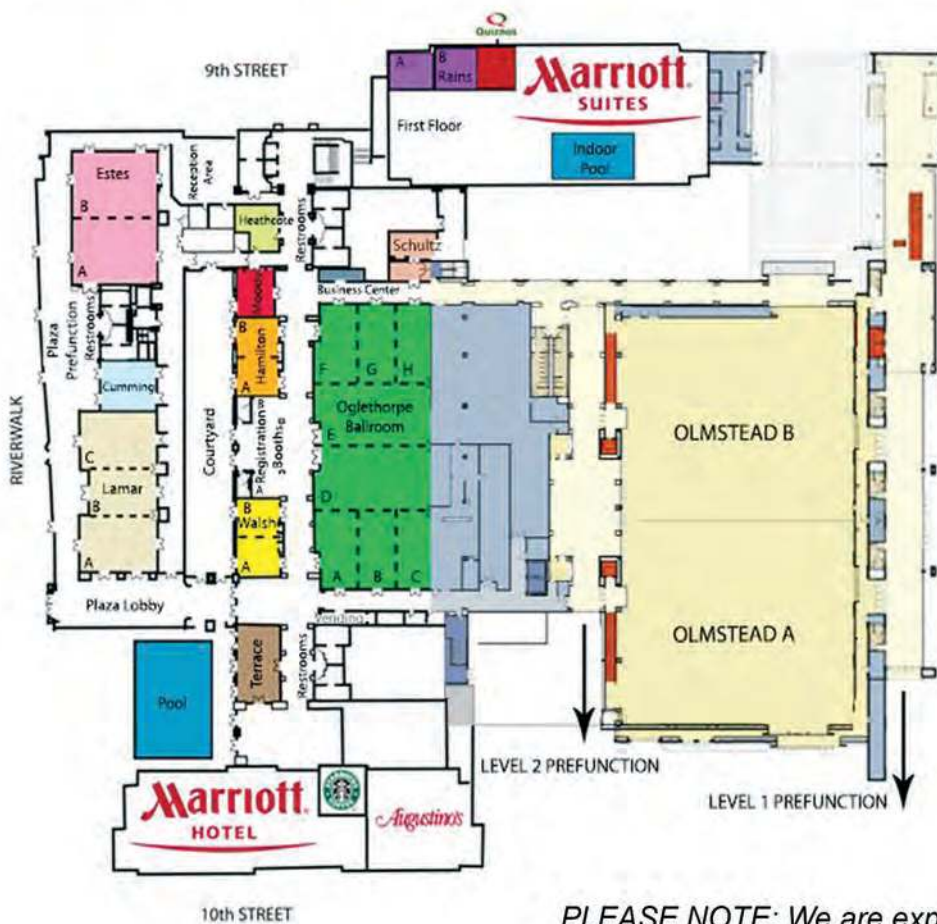 Quiznos
9th STREET
A
B
Rains
Marriott
SUITES
First Floor
Indoor
Pool
Estes
B
A
Reception
Area
Heathcote
Restrooms
Schultz
Business Center
Moody
Plaza
Prefunction
Restrooms
B
Hamilton
A
F
G
H
Oglethorpe
Ballroom
E
D
A
B
C
Cumming
RIVERWALK
Courtyard
Registration
Booths
C
Lamar
B
A
B
Walsh
A
OLMSTEAD B
OLMSTEAD A
Plaza Lobby
Vending
Terrace
Restrooms
Pool
LEVEL 2 PREFUNCTION
LEVEL 1 PREFUNCTION
Marriott
HOTEL
Augustino's
10th STREET
PLEASE NOTE: We are exp